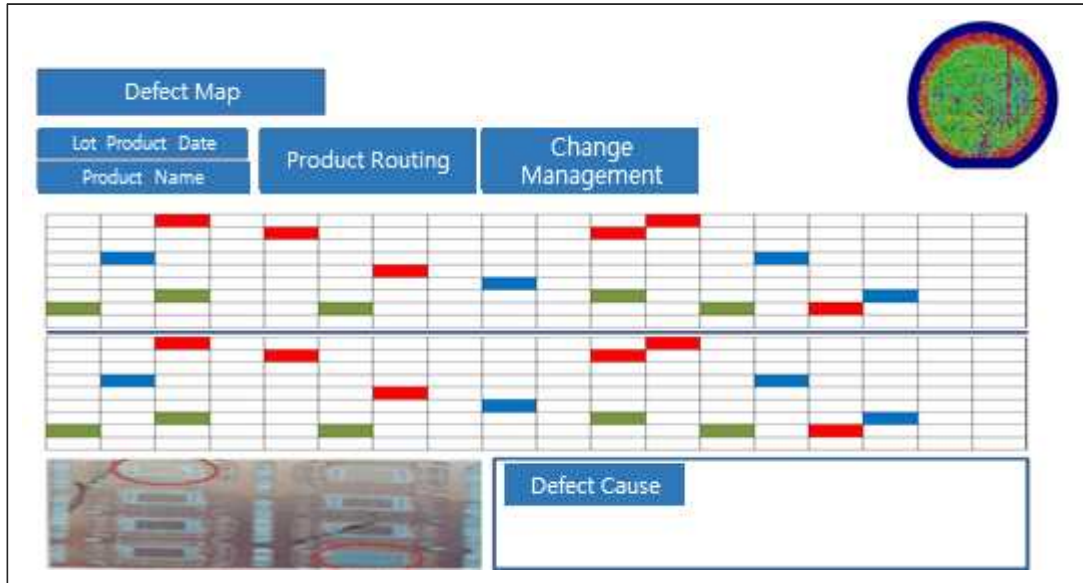 Defect Map
Lot Product Date
Product Name
Product Routing
Change
Management
Defect Cause